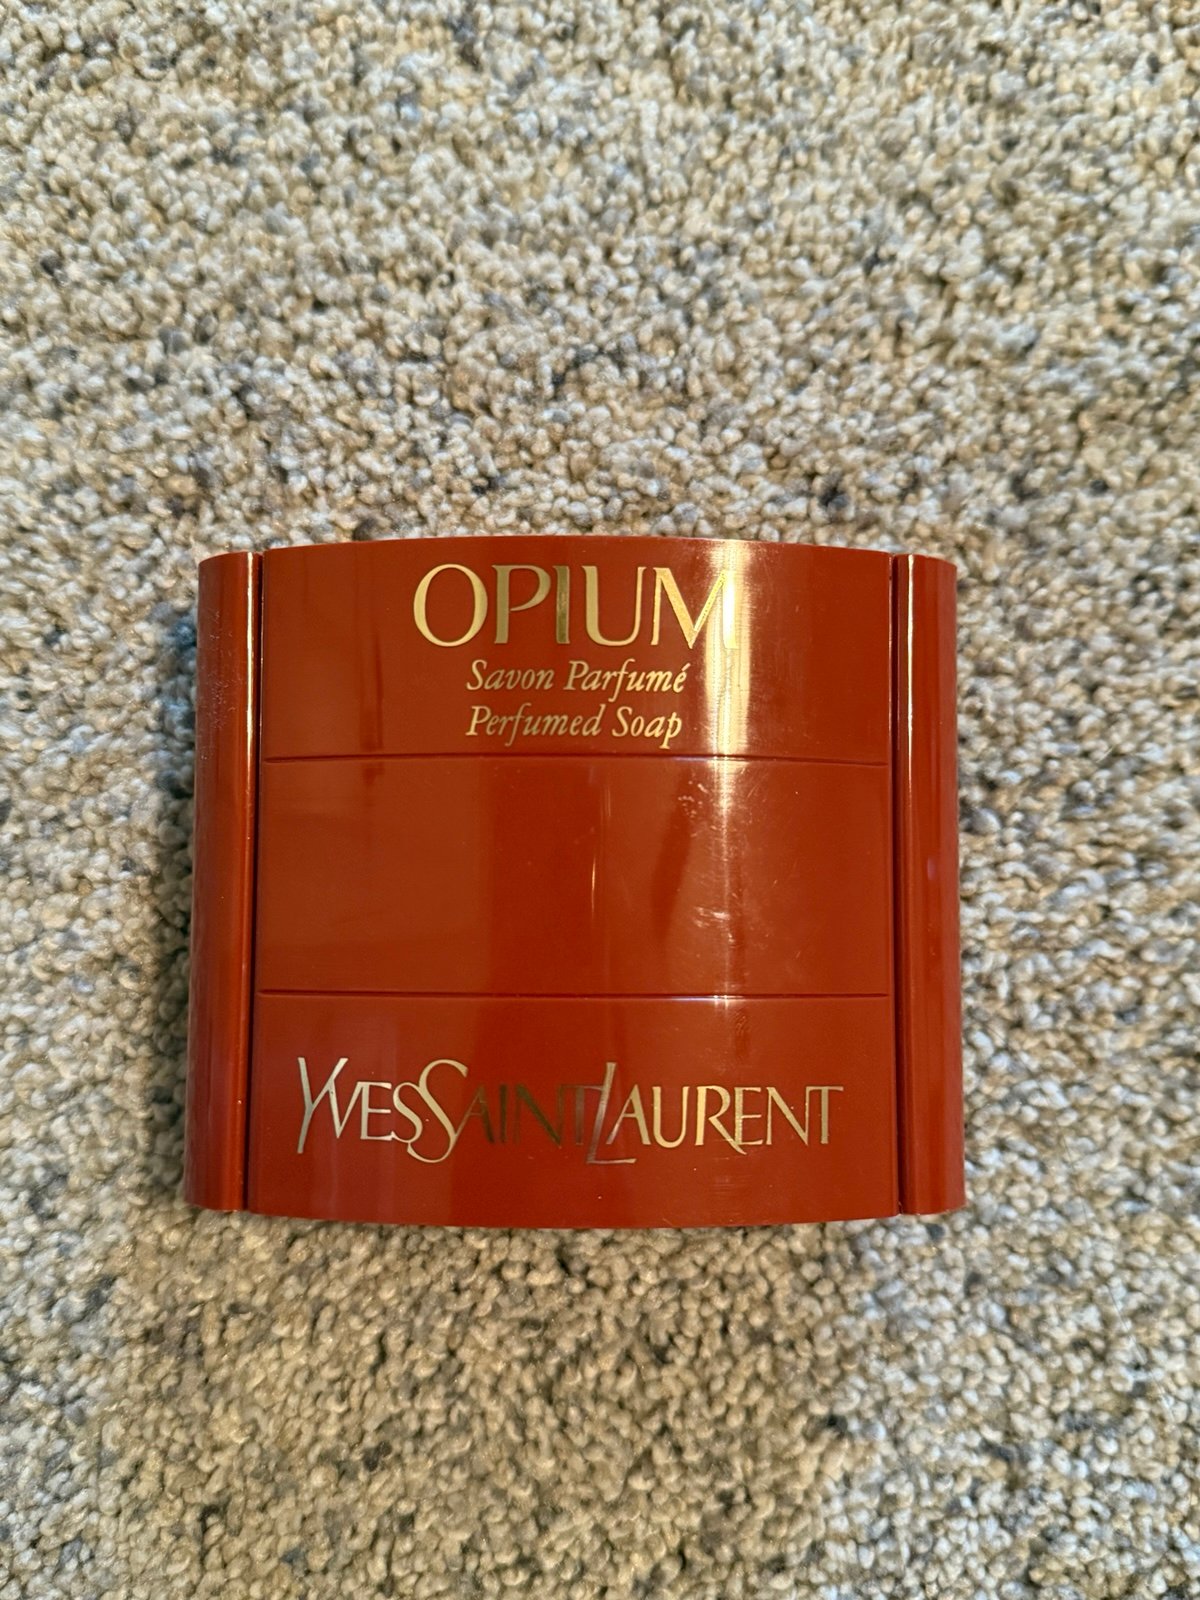 OPIUM
Savon Parfumé
Perfumed Soap
YVESSAINTLAURENT